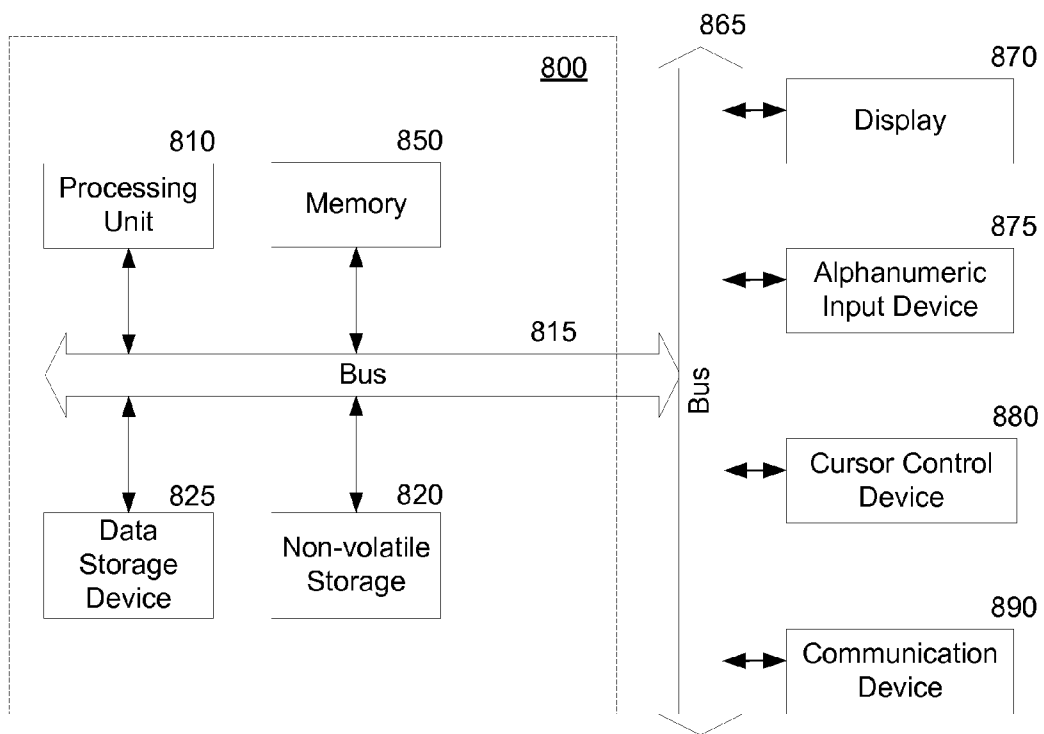 865
800
870
Display
810
Processing
Unit
850
Memory
875
Alphanumeric
Input Device
815
Bus
Bus
880
Cursor Control
Device
825
Data
Storage
Device
820
Non-volatile
Storage
890
Communication
Device